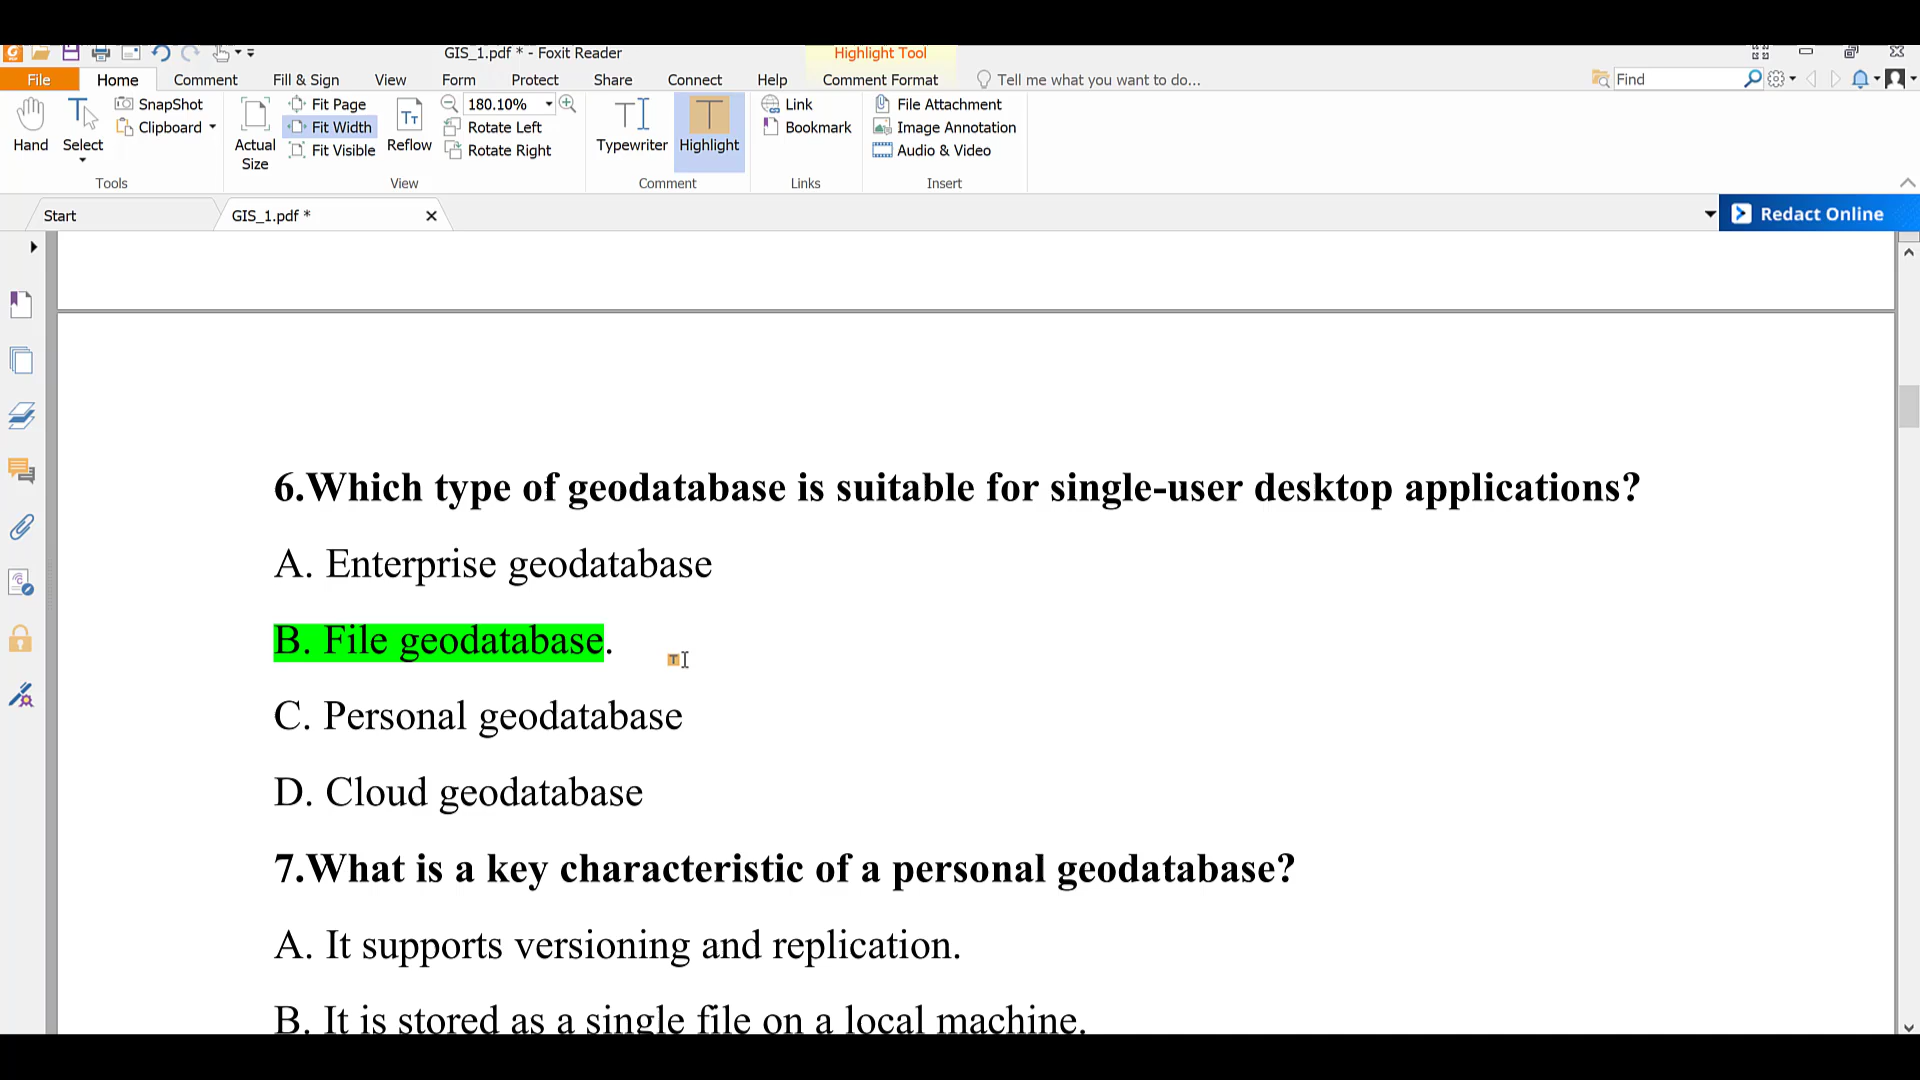 GIS_1.pdf * - Foxit Reader
Highlight Tool
File
Home
Comment
Fill & Sign
View
Form
Protect
Share
Connect
Help
Comment Format
Tell me what you want to do...
Find
Hand
Select
SnapShot
Clipboard
Actual Size
Fit Page
Fit Width
Fit Visible
Reflow
180.10%
Rotate Left
Rotate Right
Typewriter
Highlight
Link
Bookmark
File Attachment
Image Annotation
Audio & Video
Tools
View
Comment
Links
Insert
Start
GIS_1.pdf *
Redact Online
6.Which type of geodatabase is suitable for single-user desktop applications?
A. Enterprise geodatabase
B. File geodatabase.
C. Personal geodatabase
D. Cloud geodatabase
7.What is a key characteristic of a personal geodatabase?
A. It supports versioning and replication.
B. It is stored as a single file on a local machine.